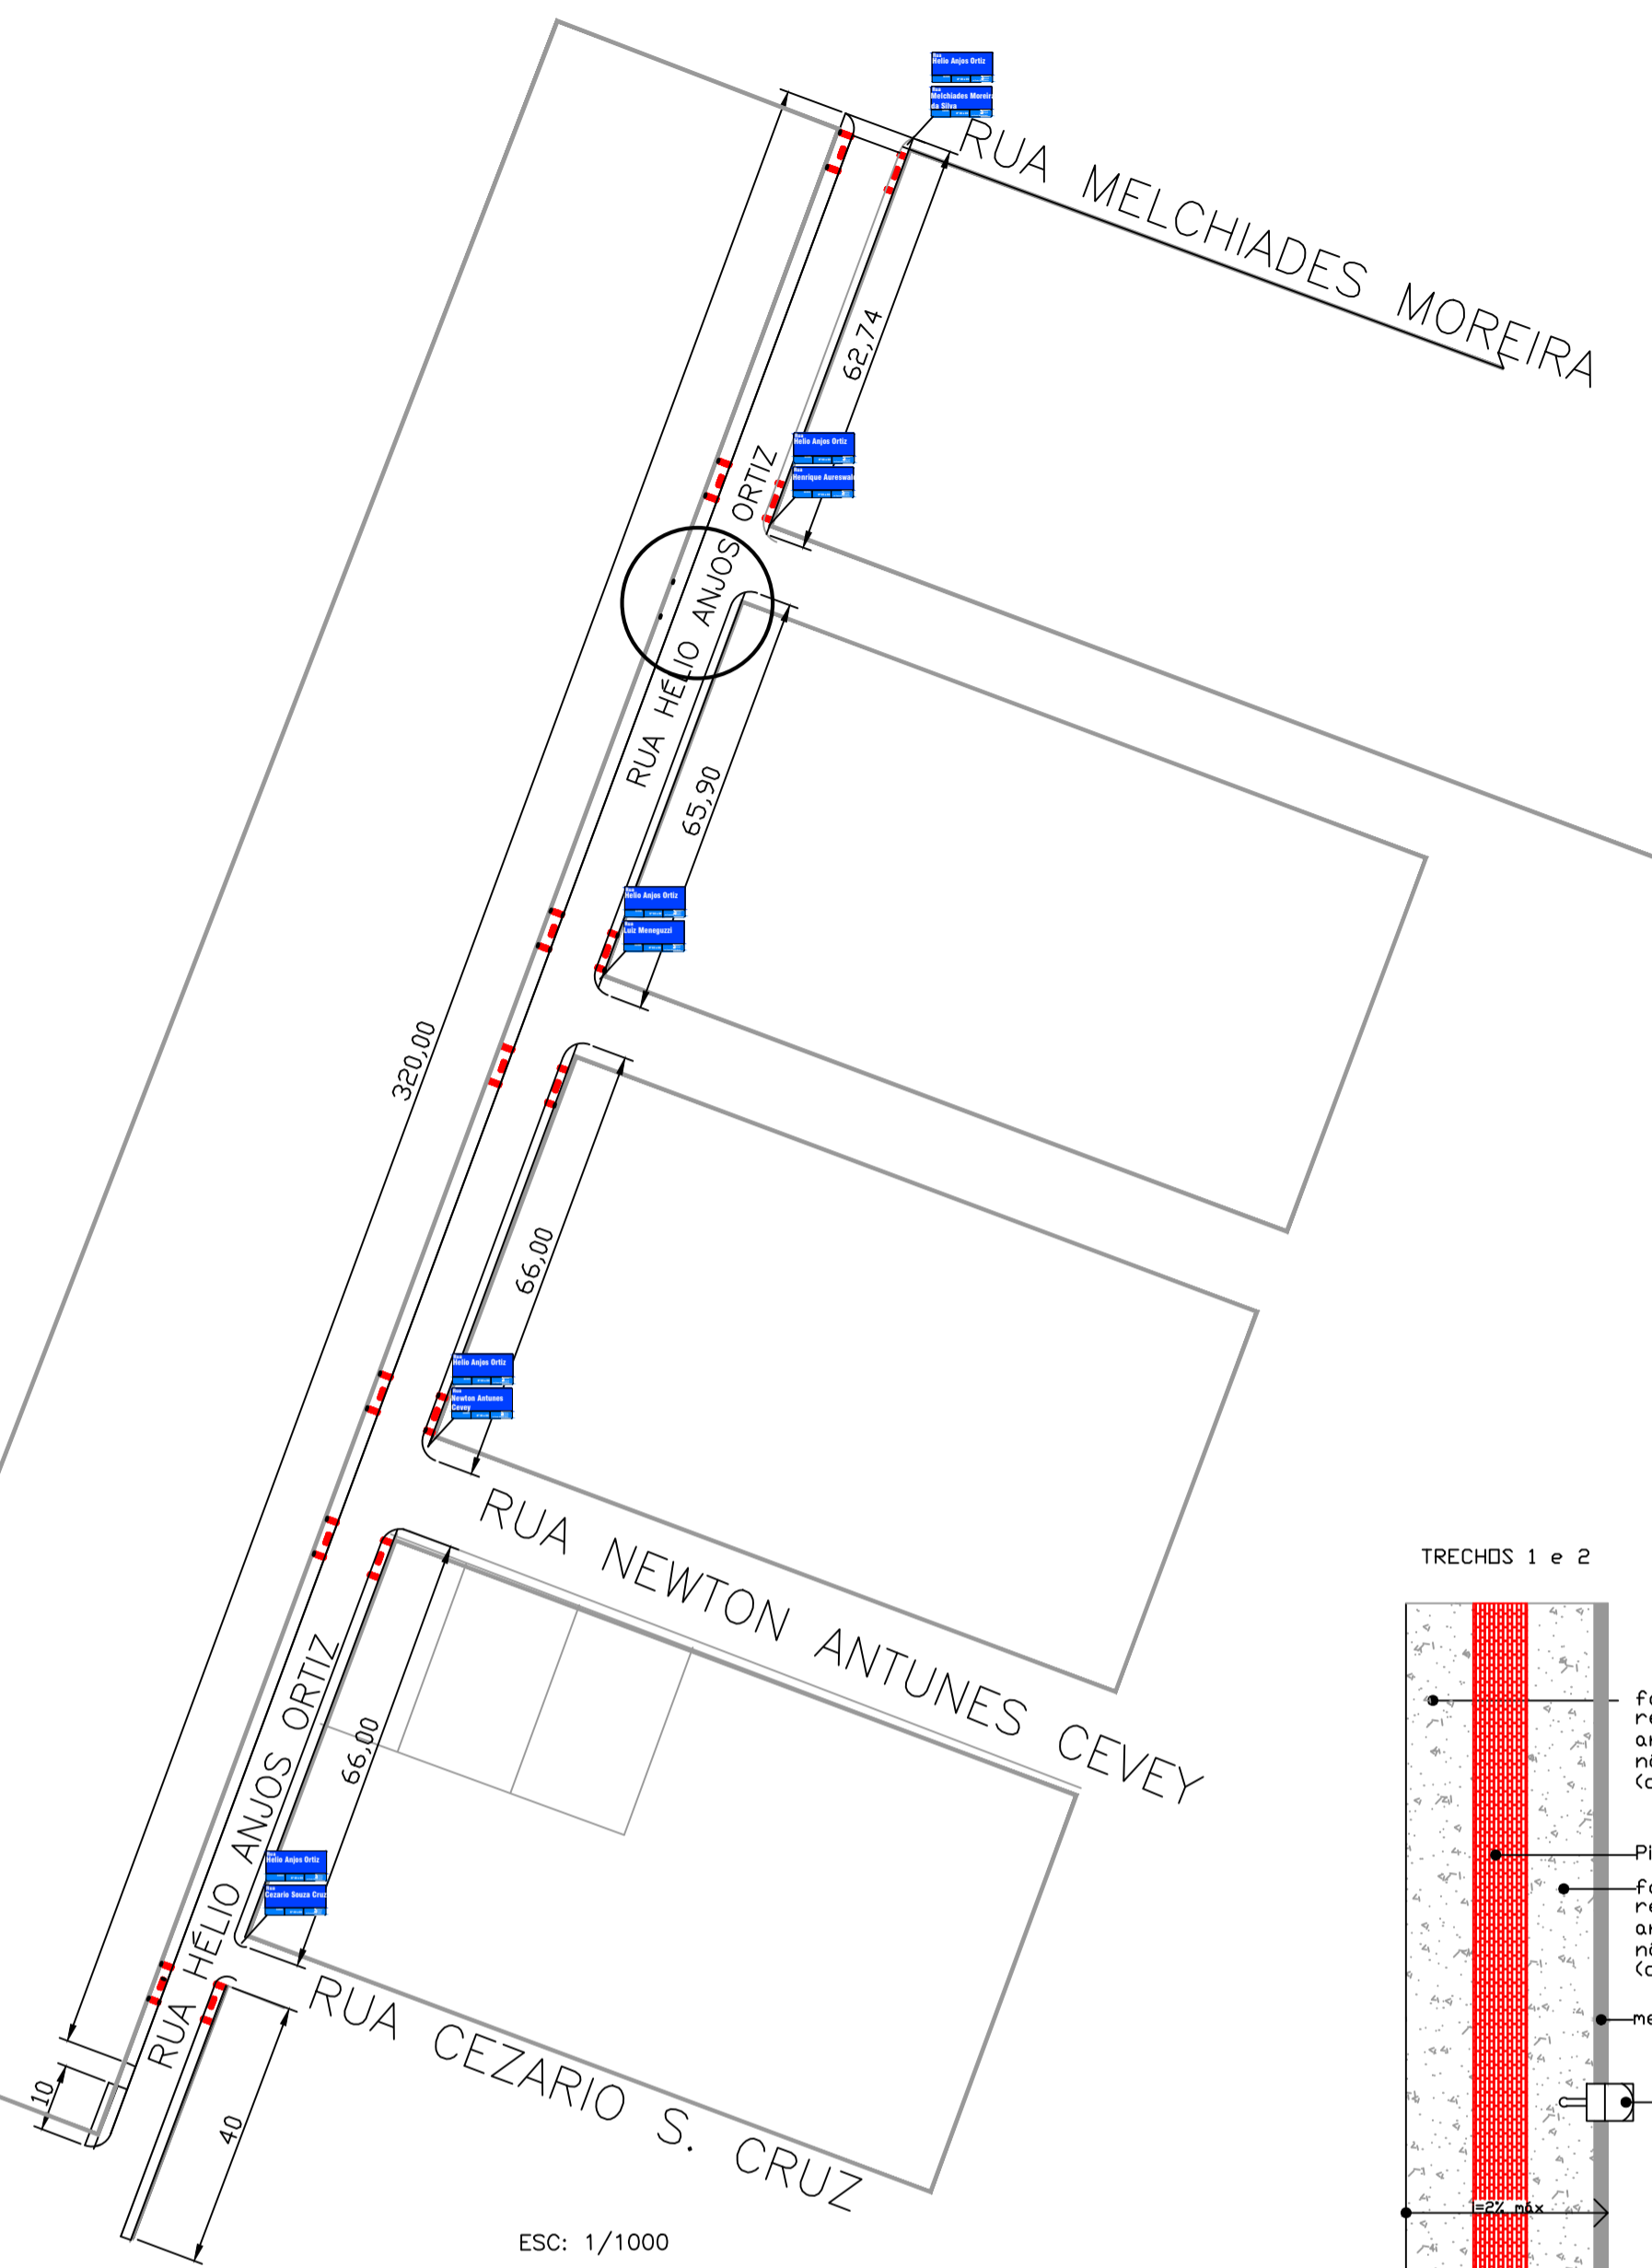 Rua
Helio Anjos Ortiz
Rua
Melchiades Moreira
da Silva
RUA MELCHIADES MOREIRA
62,74
Rua
Helio Anjos Ortiz
Rua
Henrique Aureswald
RUA HÉLIO ANJOS ORTIZ
65,90
Rua
Helio Anjos Ortiz
Rua
Luiz Meneguzzi
320,00
66,00
Rua
Helio Anjos Ortiz
Rua
Newton Antunes
Cevey
RUA NEWTON ANTUNES CEVEY
66,00
RUA HÉLIO ANJOS ORTIZ
Rua
Helio Anjos Ortiz
Rua
Cezario Souza Cruz
RUA CEZARIO S. CRUZ
10
40
ESC: 1/1000
TRECHOS 1 e 2
i=2% máx